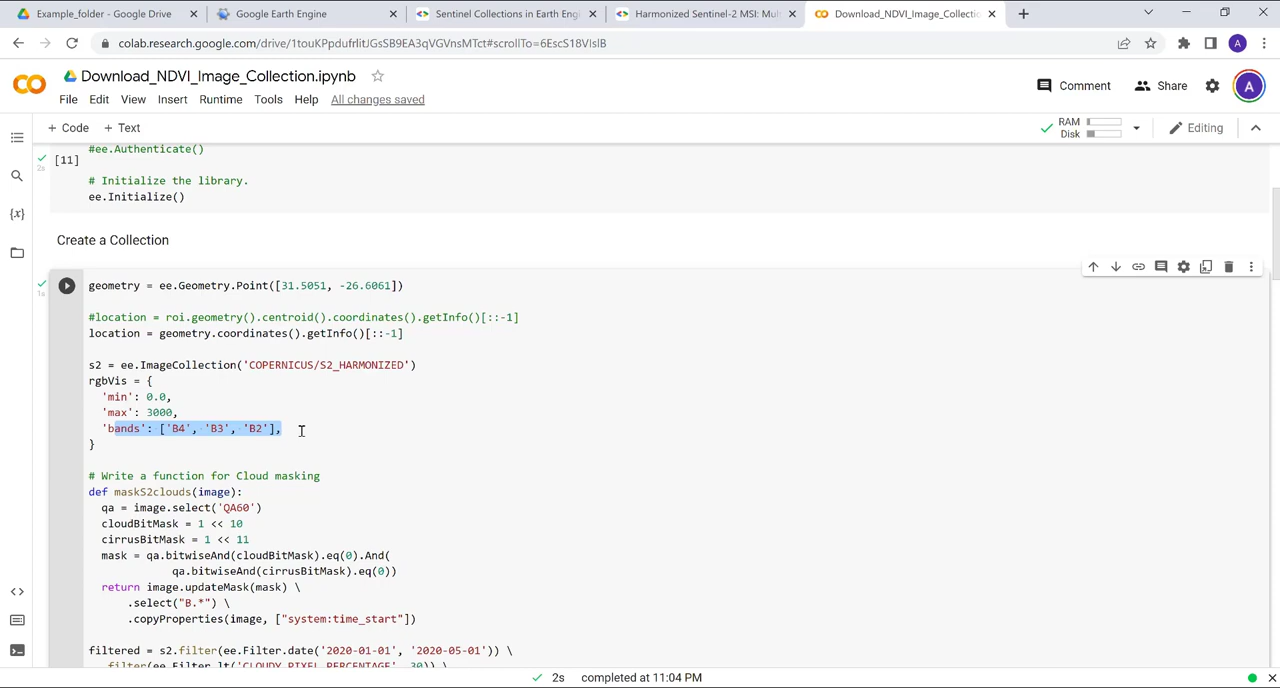 Example_folder - Google Drive
Google Earth Engine
Sentinel Collections in Earth Engi
Harmonized Sentinel-2 MSI: Mul
Download_NDVI_Image_Collectio
colab.research.google.com/drive/1touKPpdufrlitJGsSB9EA3qVGVnsMTct#scrollTo=6EscS18VIslB
A
CO
Download_NDVI_Image_Collection.ipynb
File Edit View Insert Runtime Tools Help All changes saved
Comment
Share
A
+ Code + Text
RAM
Disk
Editing
{x}
[11]
2s
#ee.Authenticate()
# Initialize the library.
ee.Initialize()
Create a Collection
1s
geometry = ee.Geometry.Point([31.5051, -26.6061])
#location = roi.geometry().centroid().coordinates().getInfo()[::-1]
location = geometry.coordinates().getInfo()[::-1]
s2 = ee.ImageCollection('COPERNICUS/S2_HARMONIZED')
rgbVis = {
'min': 0.0,
'max': 3000,
'bands': ['B4', 'B3', 'B2'],
}
# Write a function for Cloud masking
def maskS2clouds(image):
qa = image.select('QA60')
cloudBitMask = 1 << 10
cirrusBitMask = 1 << 11
mask = qa.bitwiseAnd(cloudBitMask).eq(0).And(
qa.bitwiseAnd(cirrusBitMask).eq(0))
return image.updateMask(mask) \
.select("B.*") \
.copyProperties(image, ["system:time_start"])
filtered = s2.filter(ee.Filter.date('2020-01-01', '2020-05-01')) \
.filter(ee.Filter.lt('CLOUDY_PIXEL_PERCENTAGE', 30)) \
2s completed at 11:04 PM